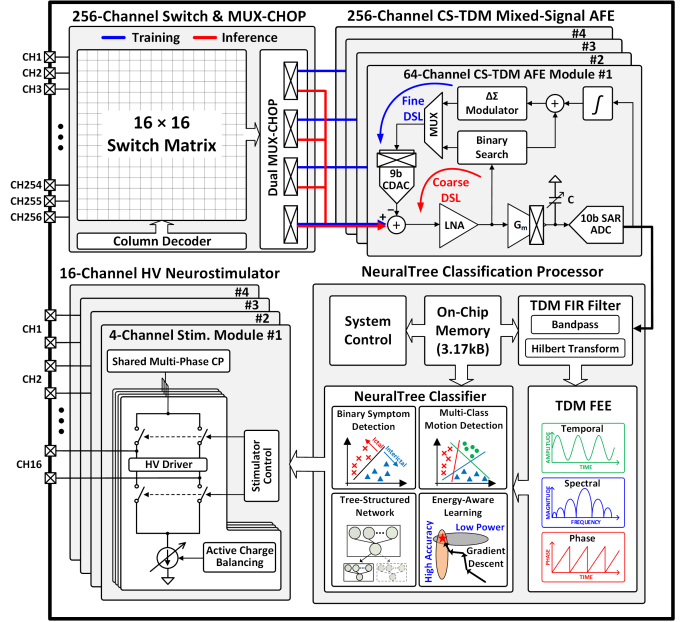 256-Channel Switch & MUX-CHOP
256-Channel CS-TDM Mixed-Signal AFE
Training
Inference
#4
#3
#2
64-Channel CS-TDM AFE Module #1
CH1
CH2
CH3
CH254
CH255
CH256
16 × 16
Switch Matrix
Column Decoder
Dual MUX-CHOP
Fine
DSL
MUX
ΔΣ
Modulator
+
∫
Binary
Search
9b
CDAC
Coarse
DSL
−
+
+
LNA
Gm
C
10b SAR
ADC
16-Channel HV Neurostimulator
#4
#3
#2
4-Channel Stim. Module #1
CH1
CH2
CH16
Shared Multi-Phase CP
HV Driver
Stimulator
Control
Active Charge
Balancing
NeuralTree Classification Processor
System
Control
On-Chip
Memory
(3.17kB)
TDM FIR Filter
Bandpass
Hilbert Transform
NeuralTree Classifier
Binary Symptom
Detection
Ictal
Interictal
Multi-Class
Motion Detection
Tree-Structured
Network
Energy-Aware
Learning
Low Power
High Accuracy
Gradient
Descent
TDM FEE
Temporal
AMPLITUDE
TIME
Spectral
MAGNITUDE
FREQUENCY
Phase
PHASE
TIME